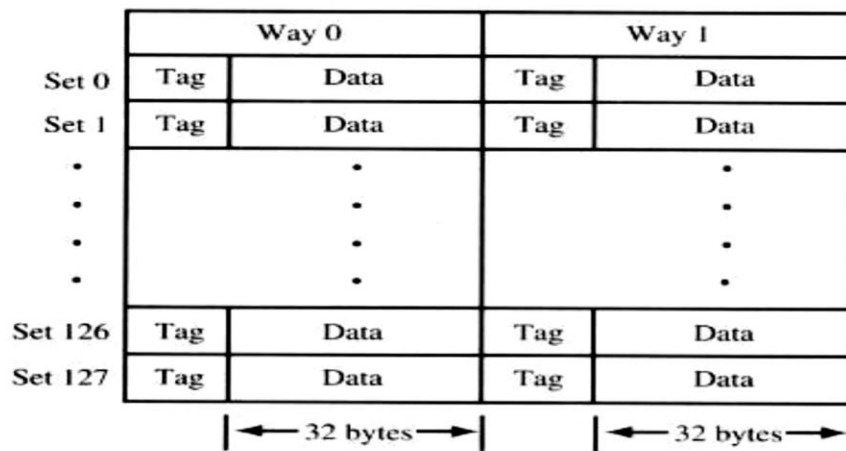 Way 0 Way 1
Set 0 Tag Data Tag Data
Set 1 Tag Data Tag Data
Set 126 Tag Data Tag Data
Set 127 Tag Data Tag Data
32 bytes 32 bytes